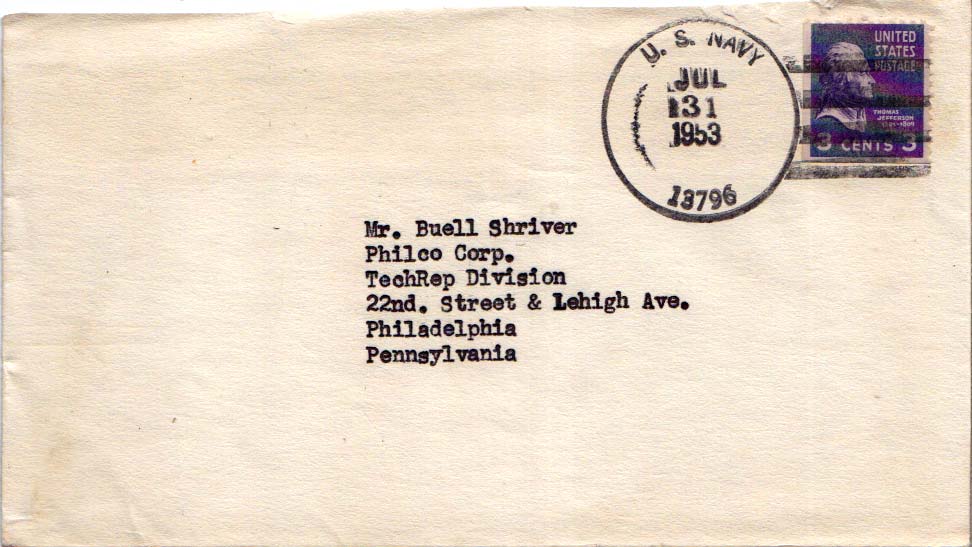 U. S. NAVY
JUL
31
1953
13796
UNITED
STATES
POSTAGE
THOMAS
JEFFERSON
3 CENTS 3
Mr. Buell Shriver
Philco Corp.
TechRep Division
22nd. Street & Lehigh Ave.
Philadelphia
Pennsylvania